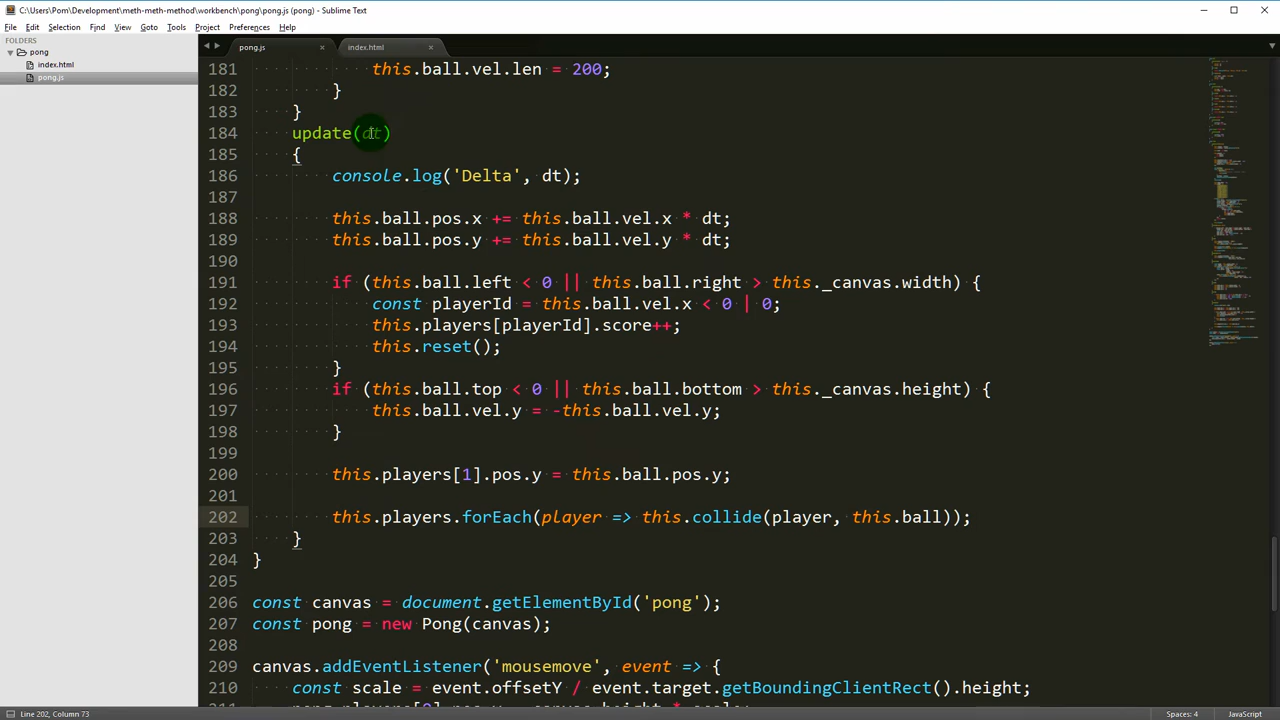 C:\Users\Pom\Development\meth-meth-method\workbench\pong\pong.js (pong) - Sublime Text
File Edit Selection Find View Goto Tools Project Preferences Help
FOLDERS
pong
index.html
pong.js
pong.js × index.html ×
181 this.ball.vel.len = 200;
182 }
183 }
184 update(dt)
185 {
186 console.log('Delta', dt);
187
188 this.ball.pos.x += this.ball.vel.x * dt;
189 this.ball.pos.y += this.ball.vel.y * dt;
190
191 if (this.ball.left < 0 || this.ball.right > this._canvas.width) {
192 const playerId = this.ball.vel.x < 0 | 0;
193 this.players[playerId].score++;
194 this.reset();
195 }
196 if (this.ball.top < 0 || this.ball.bottom > this._canvas.height) {
197 this.ball.vel.y = -this.ball.vel.y;
198 }
199
200 this.players[1].pos.y = this.ball.pos.y;
201
202 this.players.forEach(player => this.collide(player, this.ball));
203 }
204 }
205
206 const canvas = document.getElementById('pong');
207 const pong = new Pong(canvas);
208
209 canvas.addEventListener('mousemove', event => {
210 const scale = event.offsetY / event.target.getBoundingClientRect().height;
Line 202, Column 73 Spaces: 4 JavaScript